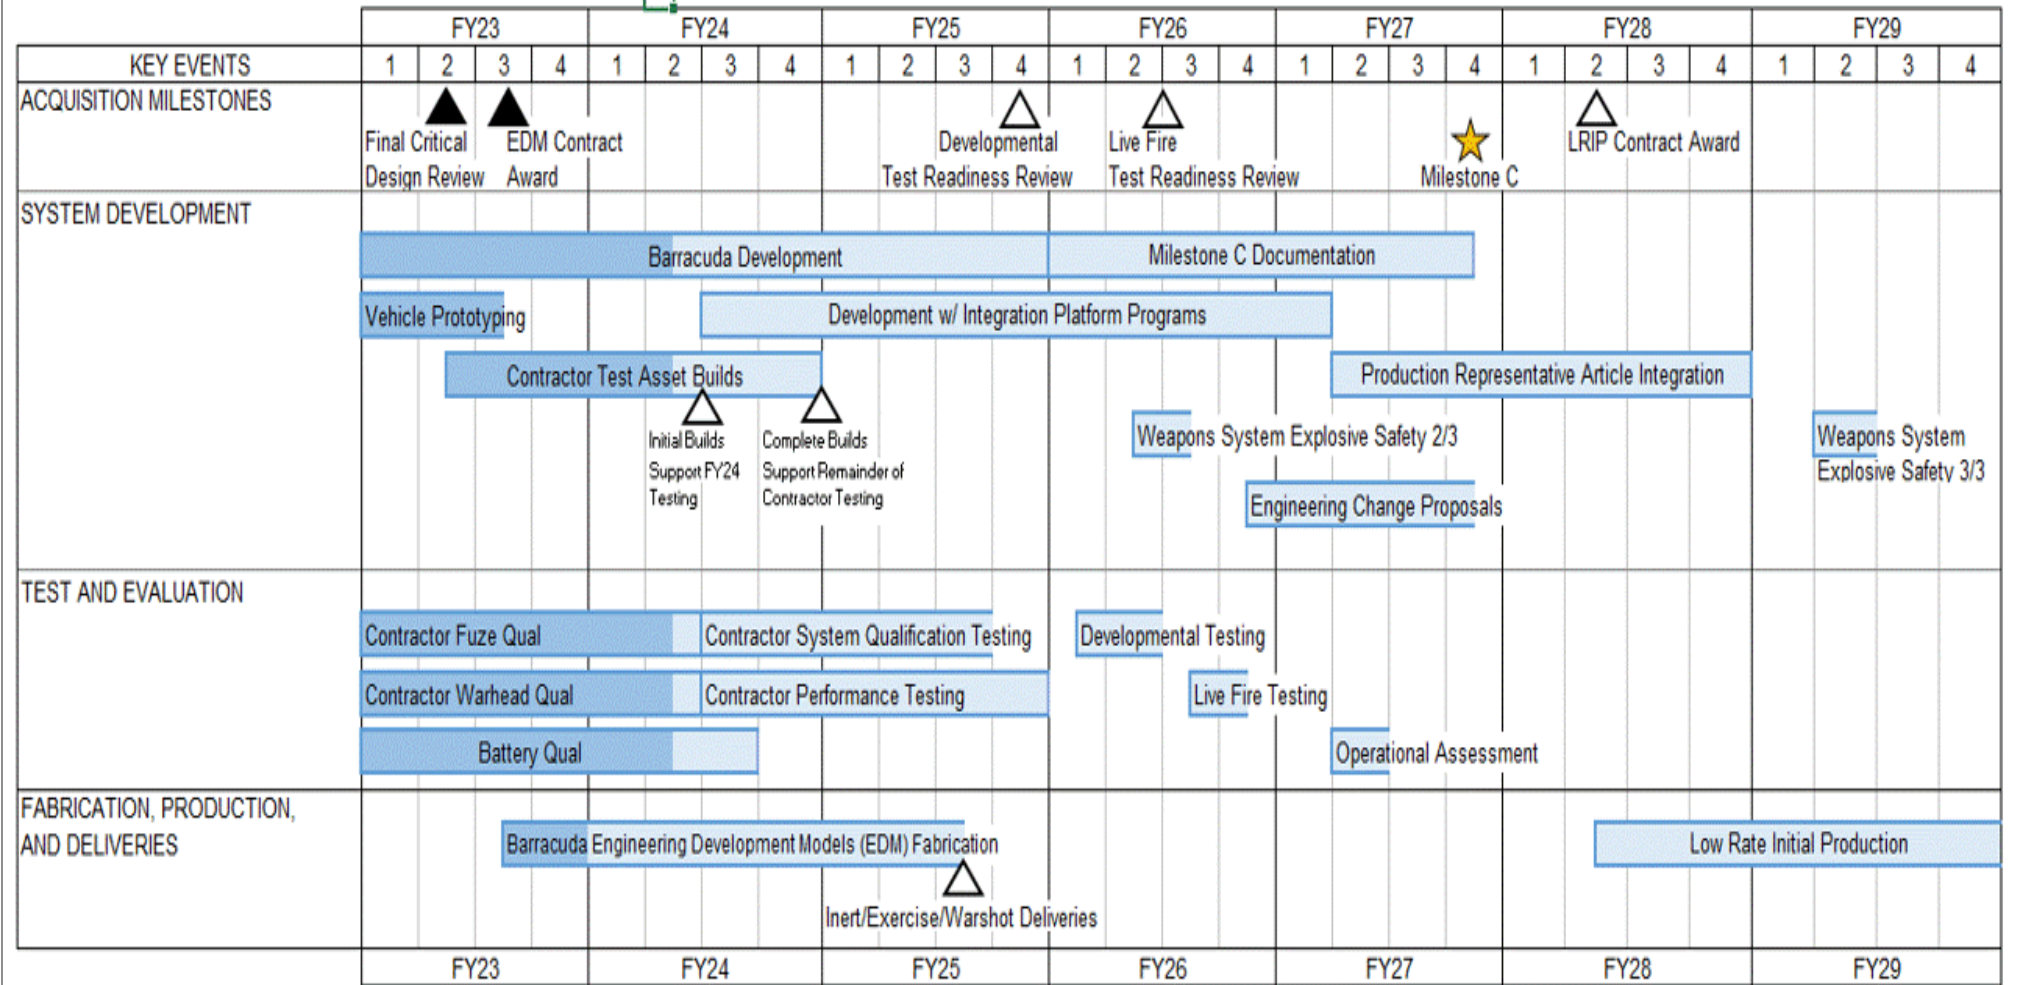 FY23 FY24 FY25 FY26 FY27 FY28 FY29
KEY EVENTS 1 2 3 4 1 2 3 4 1 2 3 4 1 2 3 4 1 2 3 4 1 2 3 4 1 2 3 4
ACQUISITION MILESTONES
Final Critical
Design Review
EDM Contract
Award
Developmental
Test Readiness Review
Live Fire
Test Readiness Review
Milestone C
LRIP Contract Award
SYSTEM DEVELOPMENT
Barracuda Development
Milestone C Documentation
Vehicle Prototyping
Development w/ Integration Platform Programs
Contractor Test Asset Builds
Production Representative Article Integration
Initial Builds
Support FY24
Testing
Complete Builds
Support Remainder of
Contractor Testing
Weapons System Explosive Safety 2/3
Weapons System
Explosive Safety 3/3
Engineering Change Proposals
TEST AND EVALUATION
Contractor Fuze Qual
Contractor System Qualification Testing
Developmental Testing
Contractor Warhead Qual
Contractor Performance Testing
Live Fire Testing
Battery Qual
Operational Assessment
FABRICATION, PRODUCTION,
AND DELIVERIES
Barracuda Engineering Development Models (EDM) Fabrication
Low Rate Initial Production
Inert/Exercise/Warshot Deliveries
FY23 FY24 FY25 FY26 FY27 FY28 FY29